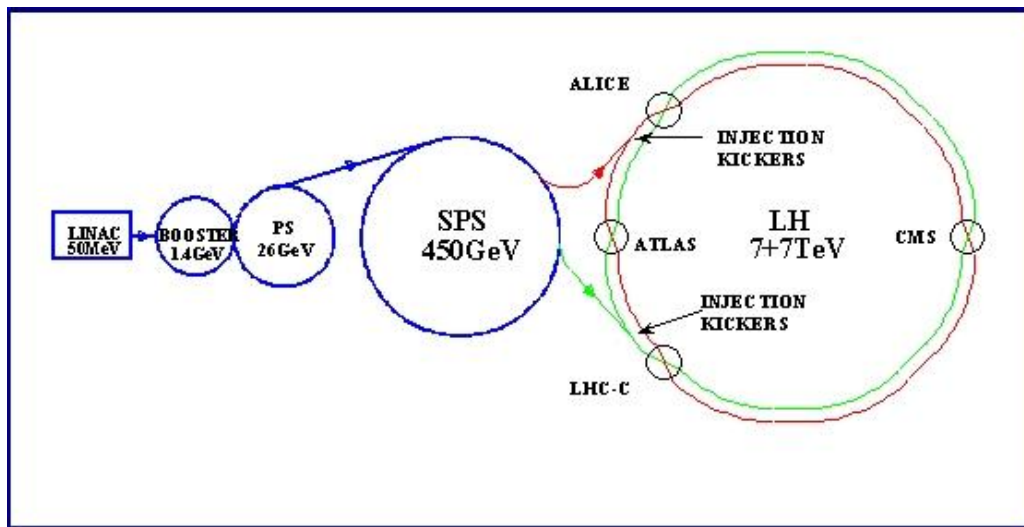 LINAC
50MeV
BOOSTER
1.4GeV
PS
26GeV
SPS
450GeV
ALICE
INJECTION
KICKERS
ATLAS
LH
7+7TeV
CMS
INJECTION
KICKERS
LHC-C